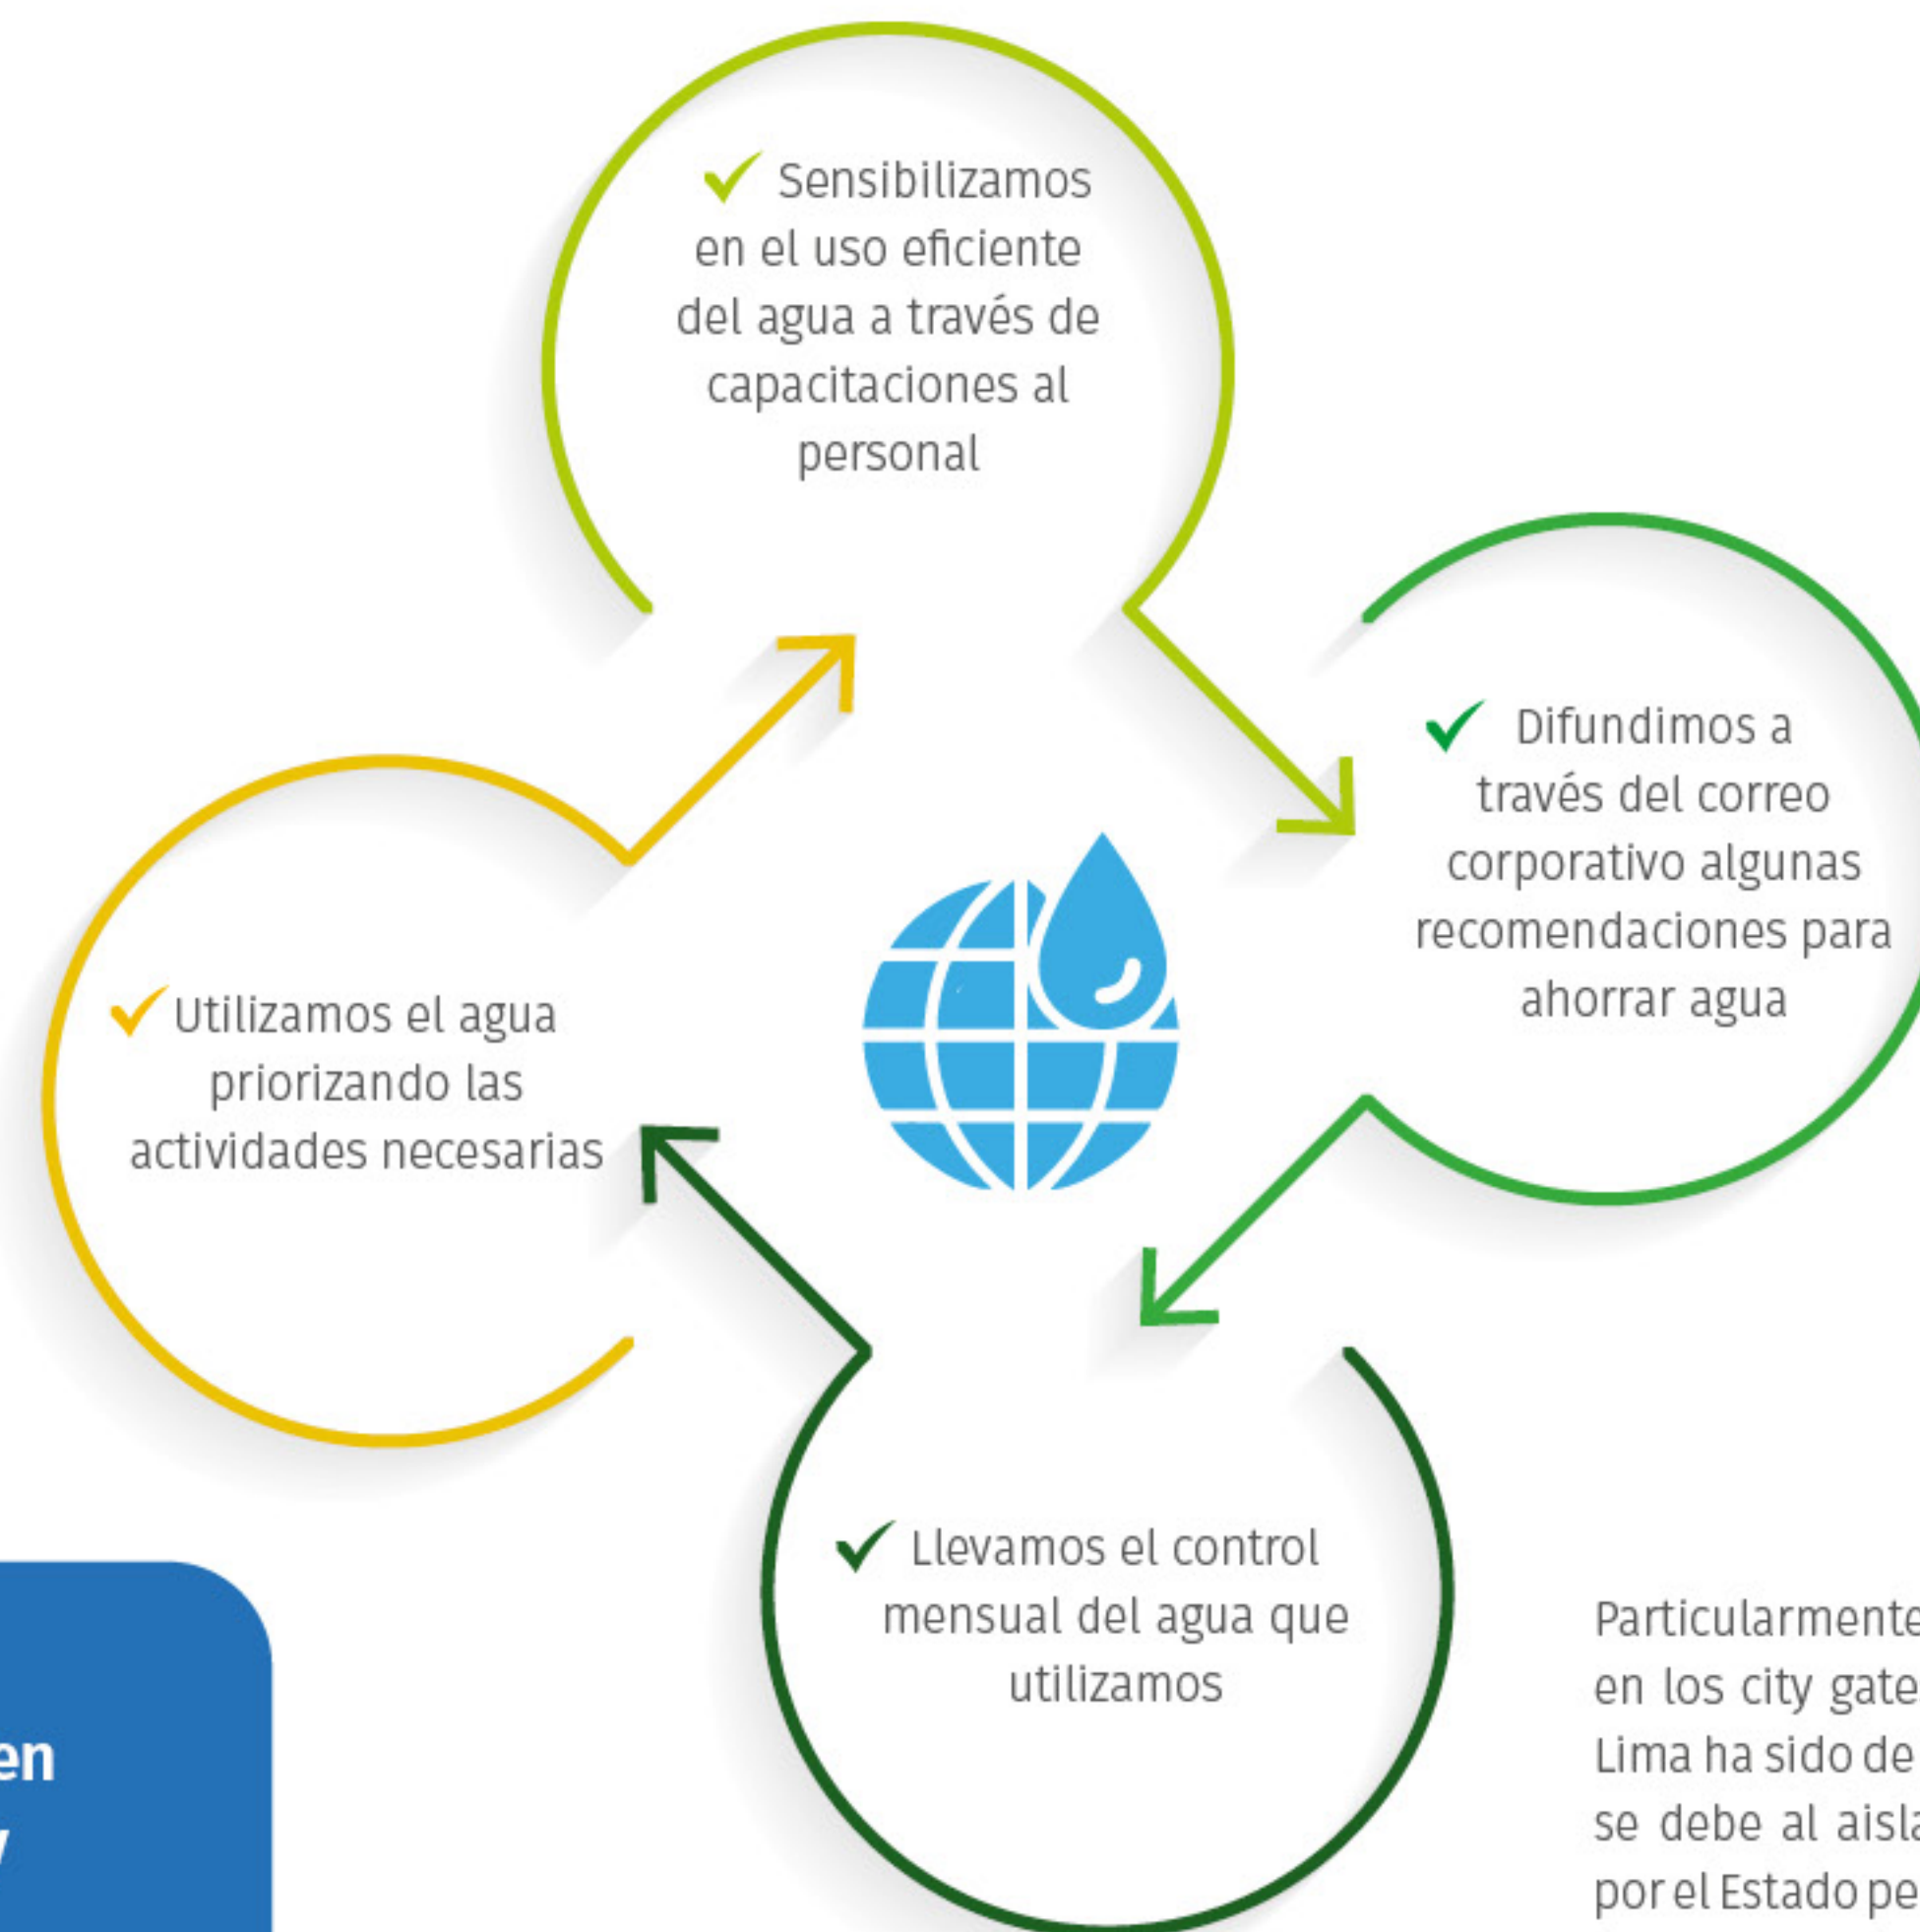 Sensibilizamos
en el uso eficiente
del agua a través de
capacitaciones al
personal
Difundimos a
través del correo
corporativo algunas
recomendaciones para
ahorrar agua
Utilizamos el agua
priorizando las
actividades necesarias
Llevamos el control
mensual del agua que
utilizamos
en
Particularmente
en los city gate
Lima ha sido de
se debe al
por el Estado